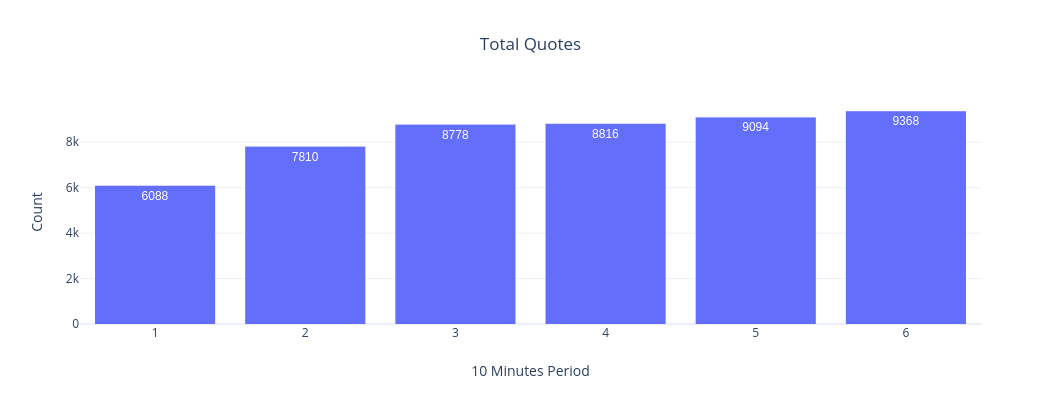 Total Quotes
9368
9094
8816
8778
8k
7810
6k
6088
Count
4k
2k
0
1 2 3 4 5 6
10 Minutes Period